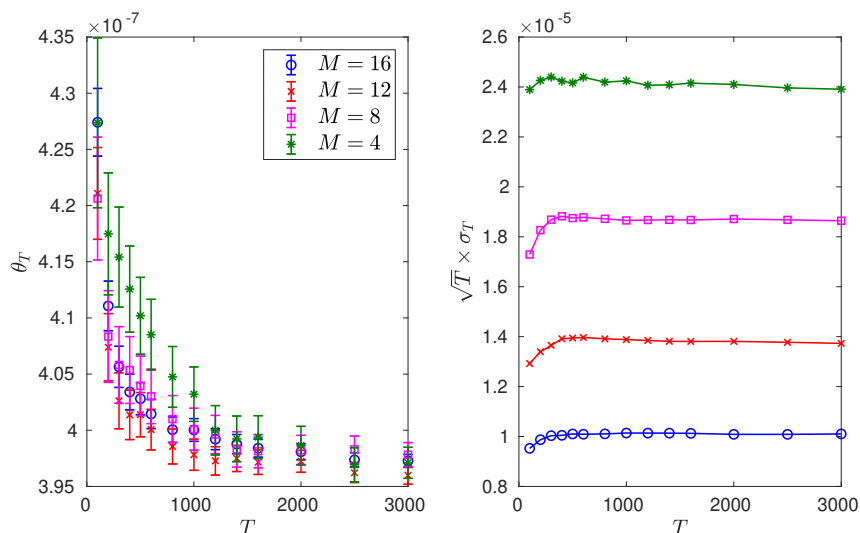 ×10⁻⁷
4.35
4.3
4.25
4.2
4.15
4.1
4.05
4
3.95
θ_T
0 1000 2000 3000
T
M = 16
M = 12
M = 8
M = 4
×10⁻⁵
2.6
2.4
2.2
2
1.8
1.6
1.4
1.2
1
0.8
√T × σ_T
0 1000 2000 3000
T